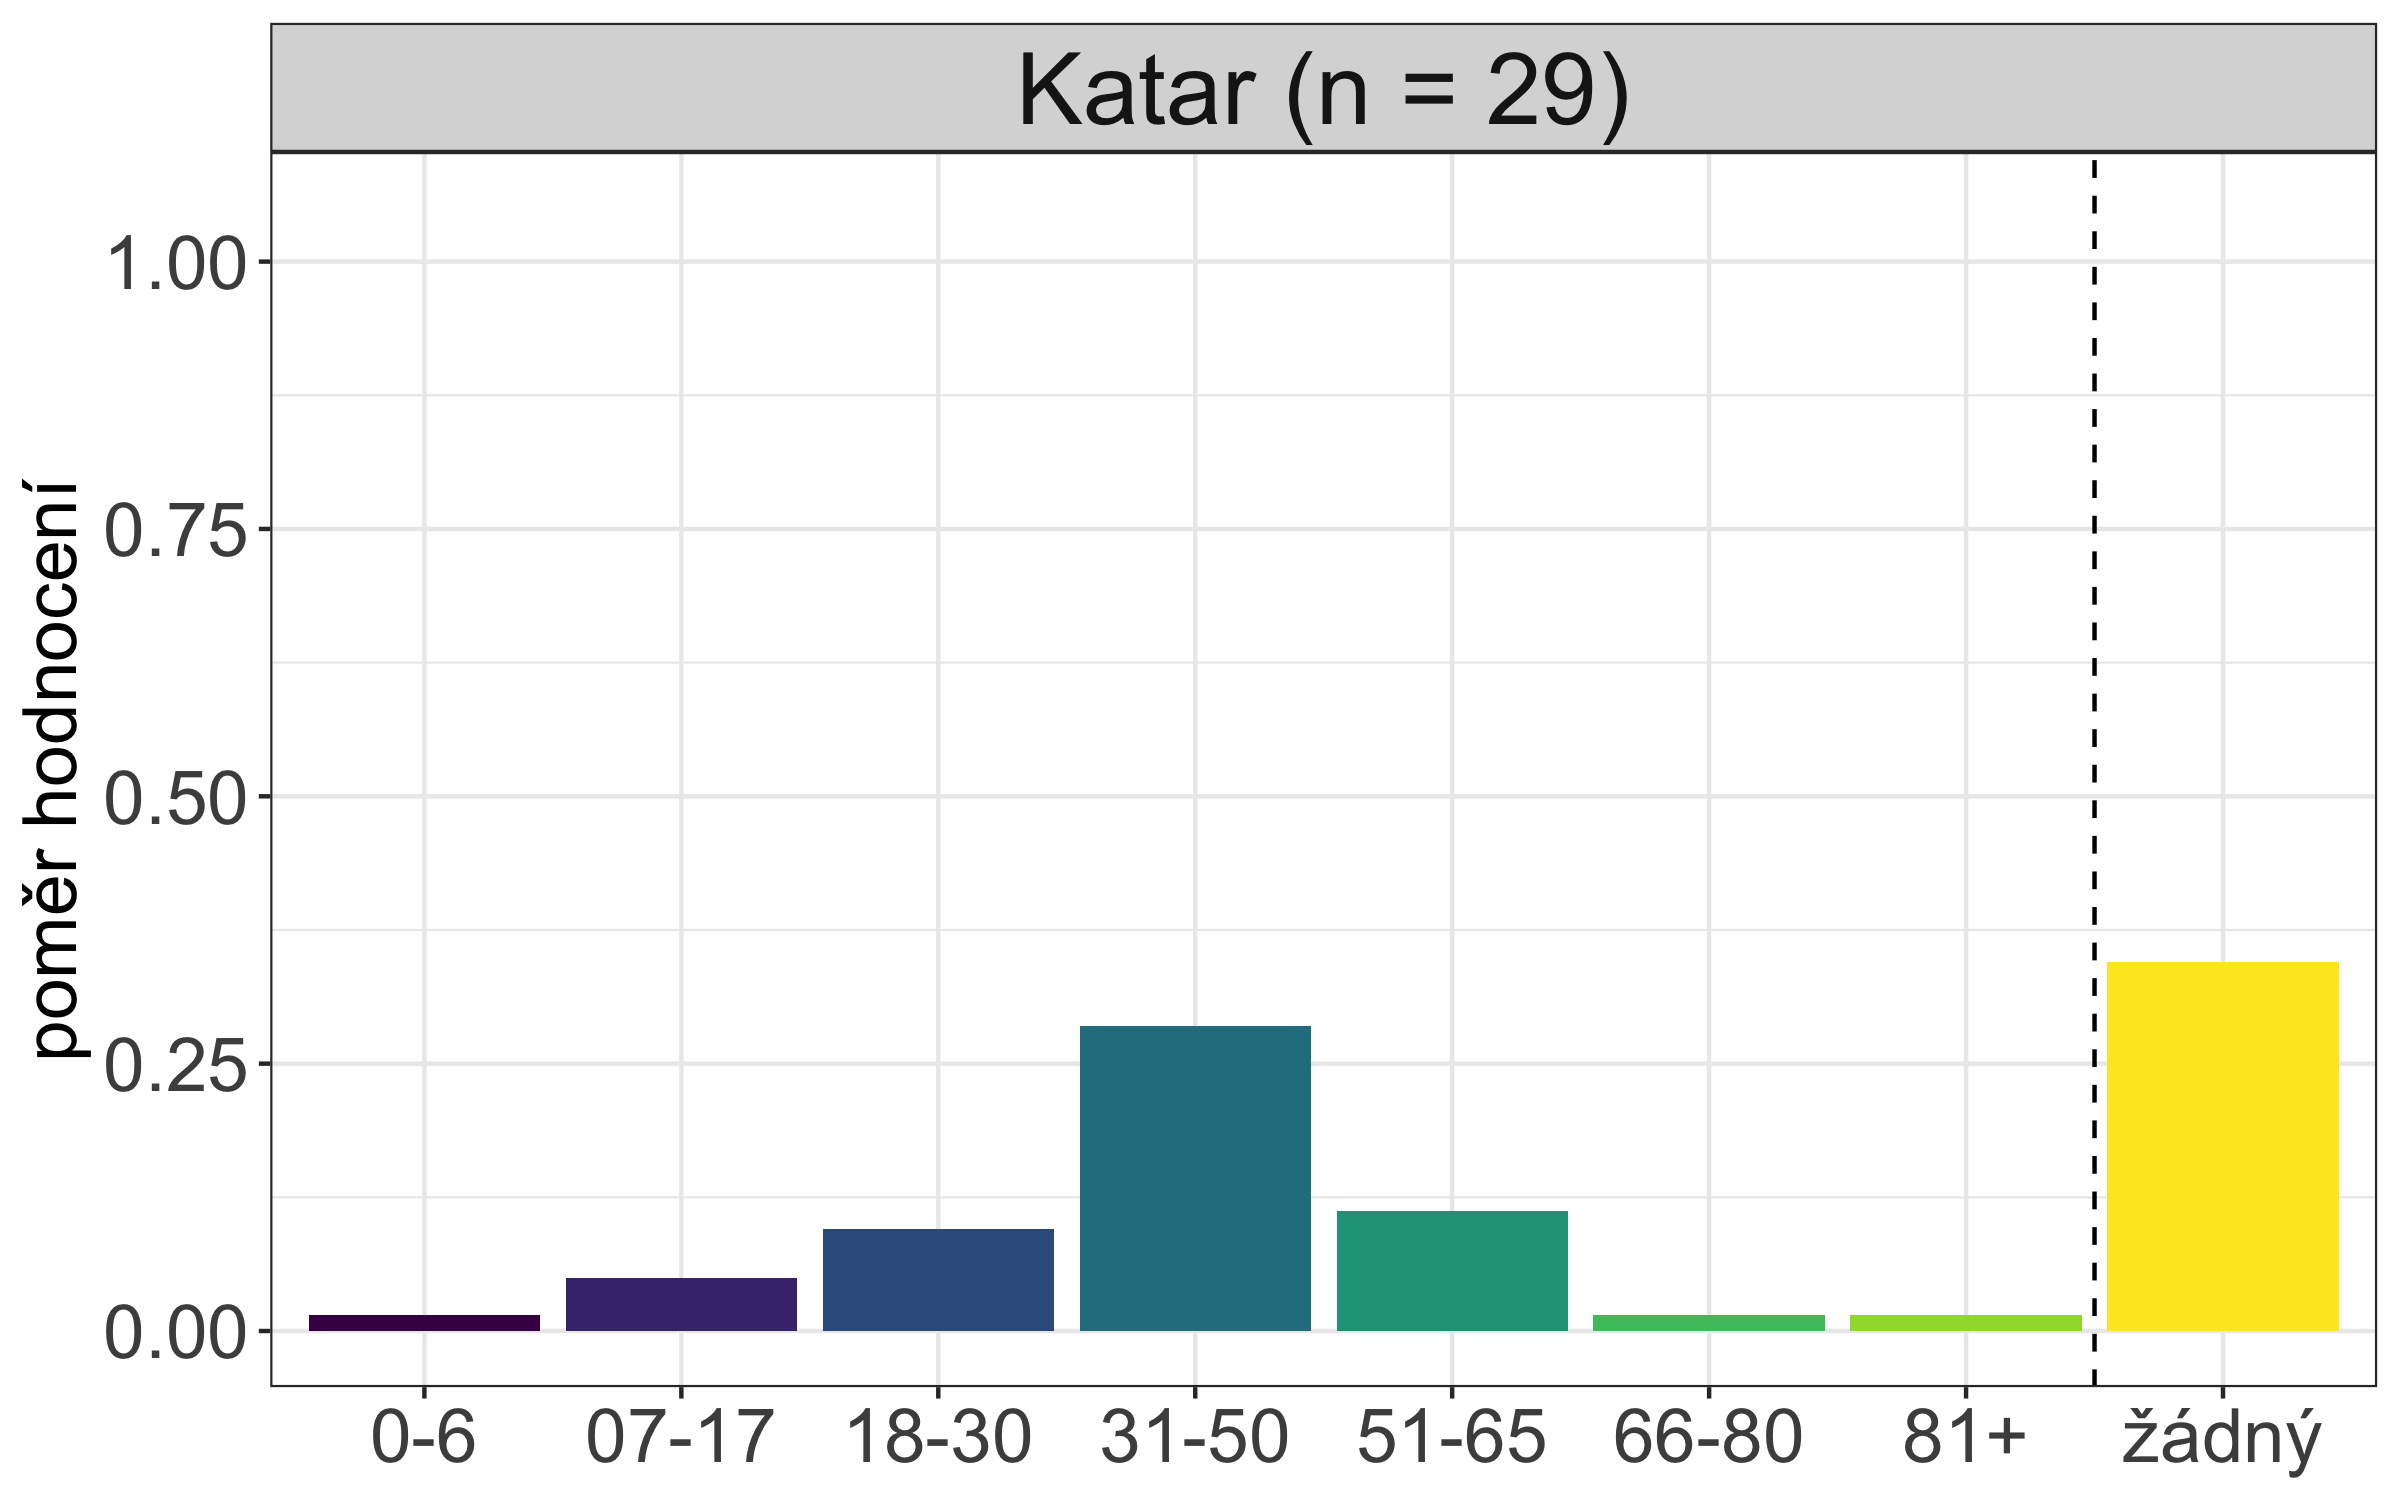 Katar (n = 29)
poměr hodnocení
1.00
0.75
0.50
0.25
0.00
0-6 07-17 18-30 31-50 51-65 66-80 81+ žádný